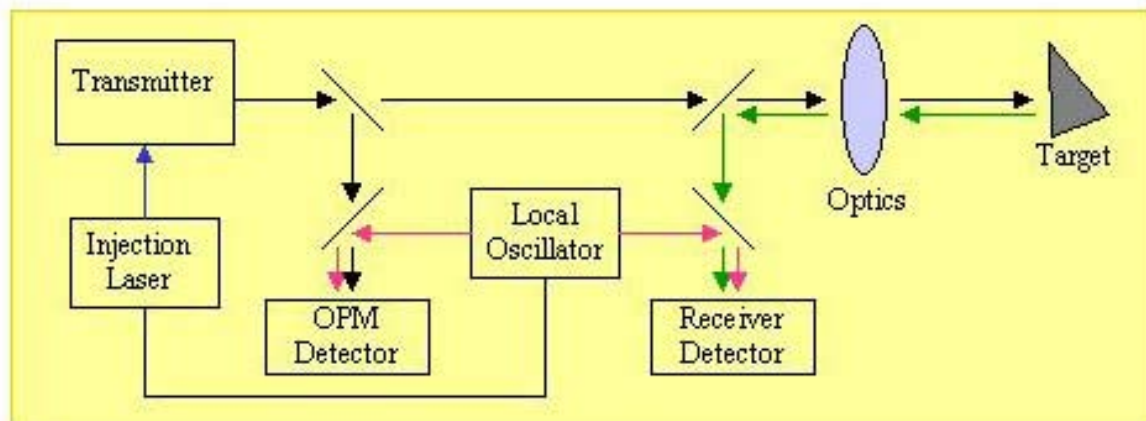 Transmitter
Target
Optics
Local
Oscillator
Injection
Laser
OPM
Detector
Receiver
Detector